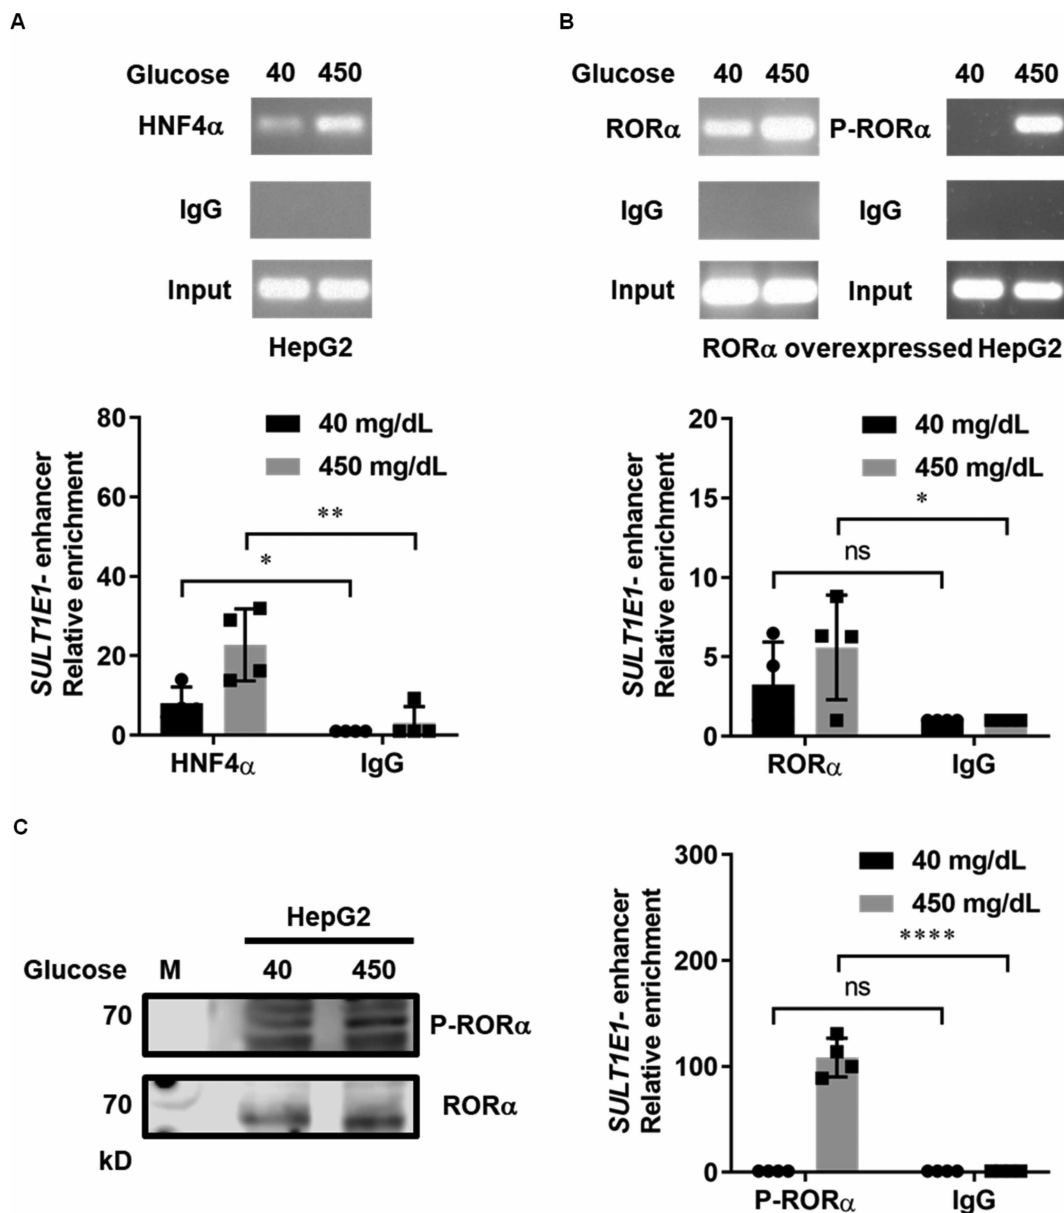 A
Glucose 40 450
HNF4α
IgG
Input
HepG2
80
60
40
20
0
SULT1E1- enhancer
Relative enrichment
40 mg/dL
450 mg/dL
**
*
HNF4α IgG
B
Glucose 40 450 40 450
RORα P-RORα
IgG IgG
Input Input
RORα overexpressed HepG2
20
15
10
5
0
SULT1E1- enhancer
Relative enrichment
40 mg/dL
450 mg/dL
*
ns
RORα IgG
C
HepG2
Glucose M 40 450
70 P-RORα
70 RORα
kD
300
200
100
0
SULT1E1- enhancer
Relative enrichment
40 mg/dL
450 mg/dL
****
ns
P-RORα IgG